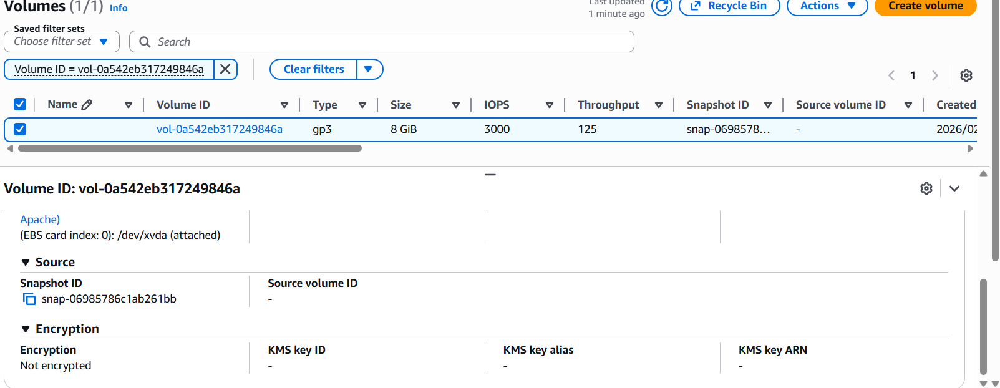 Volumes (1/1) Info
Last updated
1 minute ago
Recycle Bin
Actions
Create volume
Saved filter sets
Choose filter set
Search
Volume ID = vol-0a542eb317249846a
Clear filters
1
Name Volume ID Type Size IOPS Throughput Snapshot ID Source volume ID Created
vol-0a542eb317249846a gp3 8 GiB 3000 125 snap-0698578... - 2026/02
Volume ID: vol-0a542eb317249846a
Apache)
(EBS card index: 0): /dev/xvda (attached)
Source
Snapshot ID Source volume ID
snap-06985786c1ab261bb -
Encryption
Encryption KMS key ID KMS key alias KMS key ARN
Not encrypted - - -